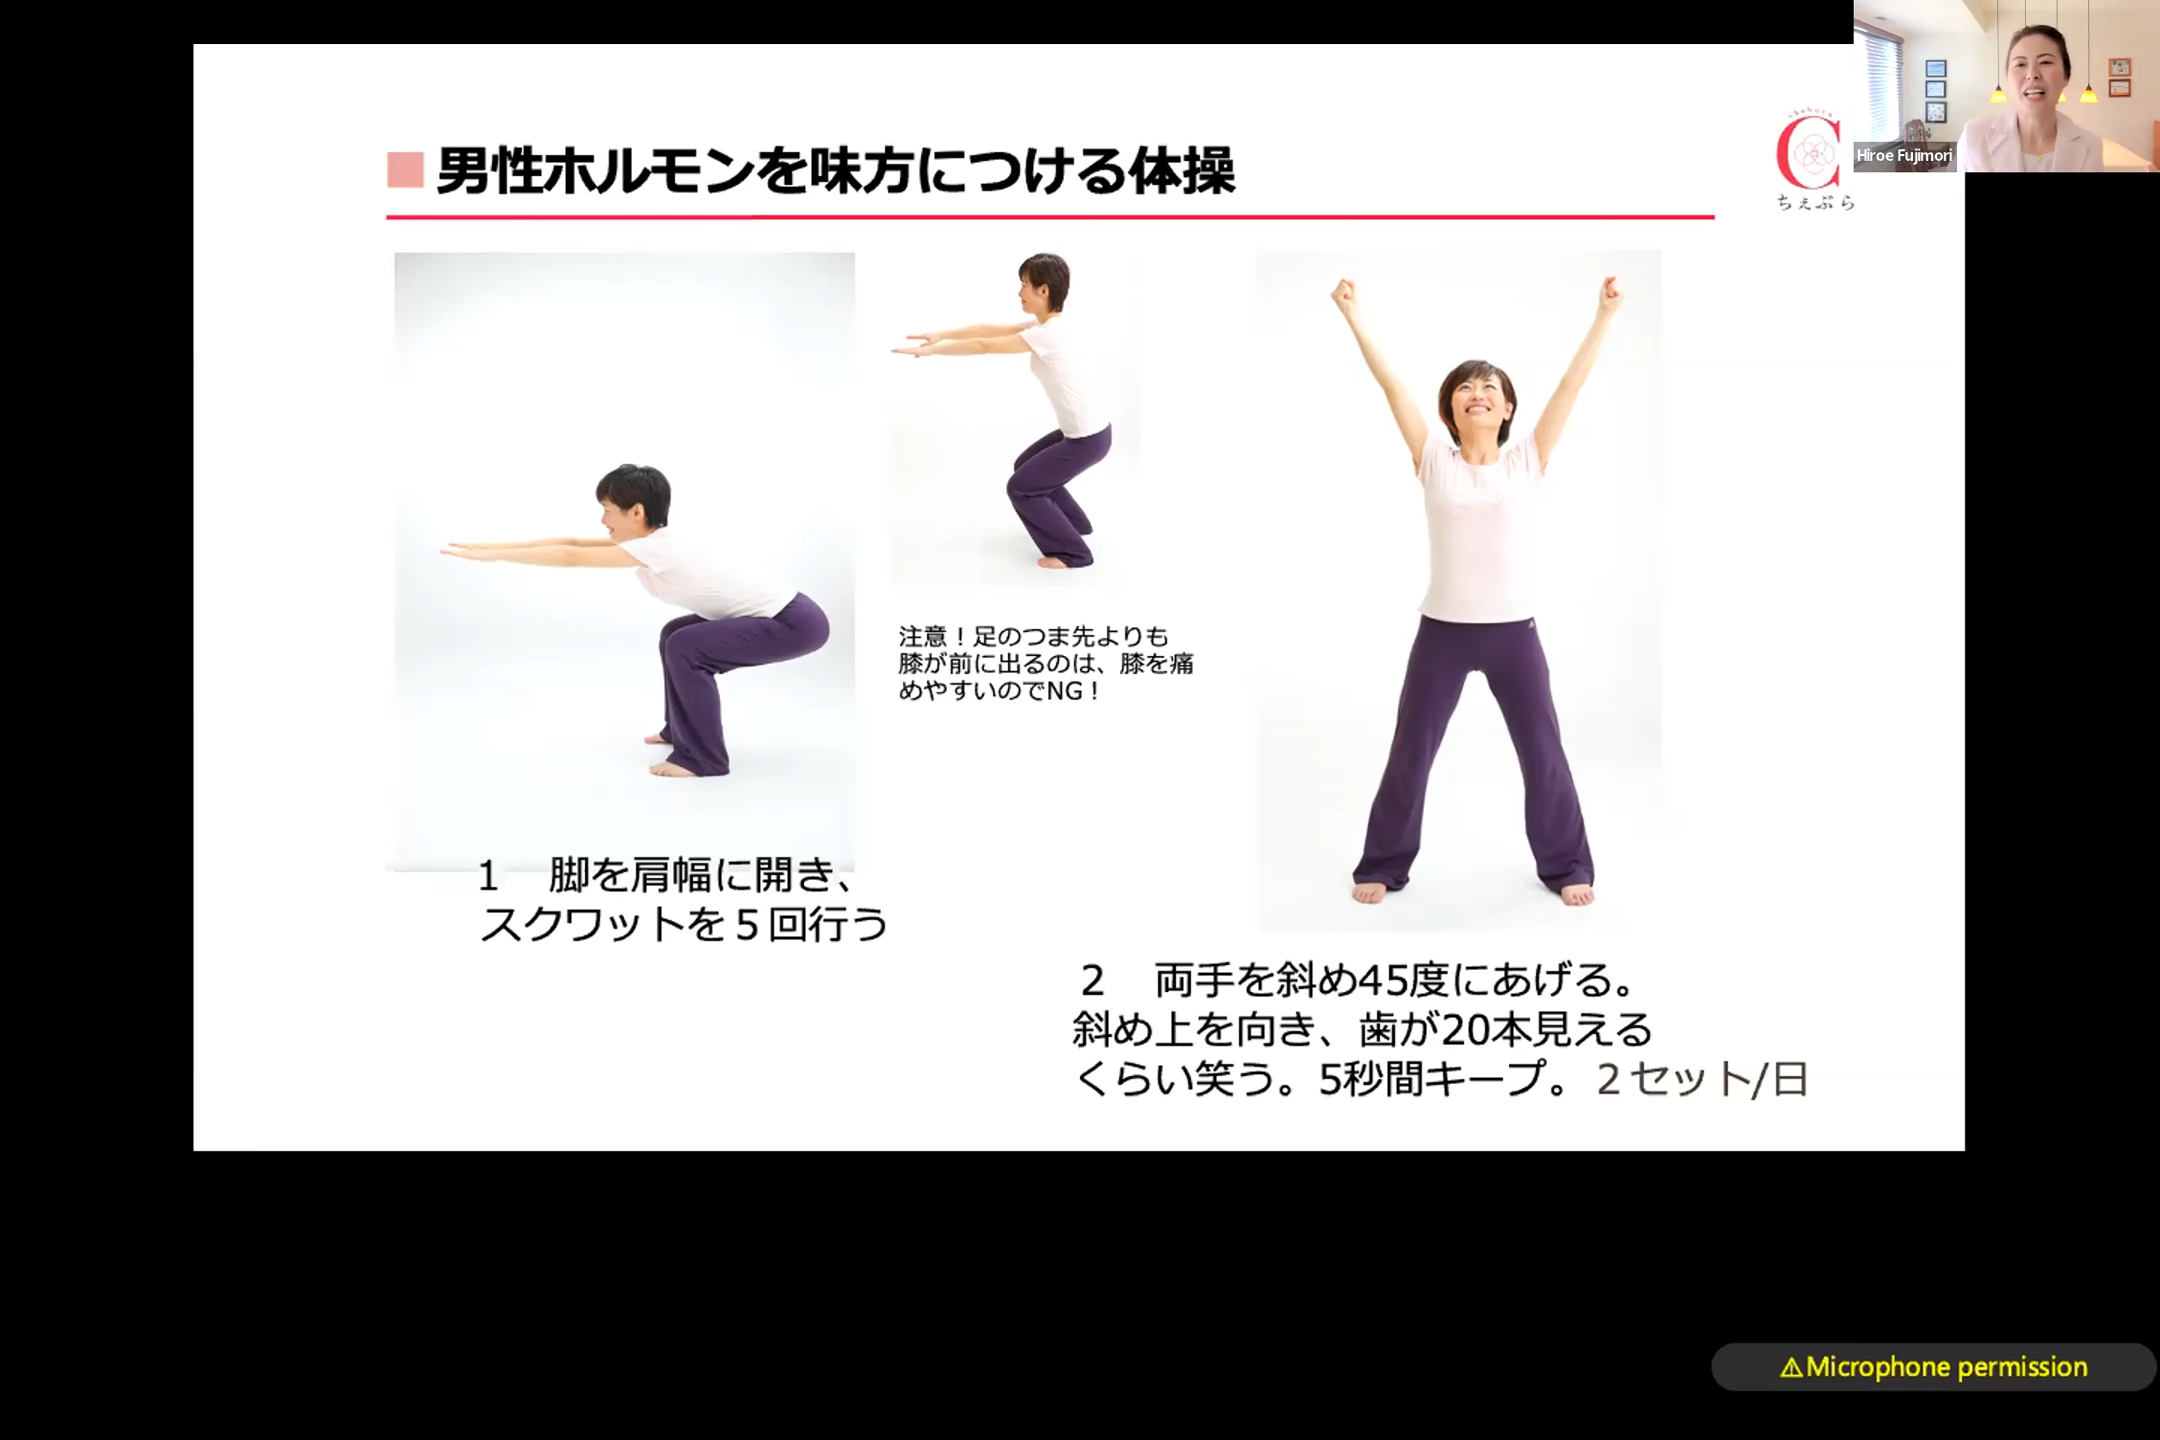 男性ホルモンを味方につける体操
ちぇぶら
Hiroe Fujimori
注意！足のつま先よりも
膝が前に出るのは、膝を痛
めやすいのでNG！
1　脚を肩幅に開き、
スクワットを５回行う
2　両手を斜め45度にあげる。
斜め上を向き、歯が20本見える
くらい笑う。5秒間キープ。２セット/日
⚠Microphone permission